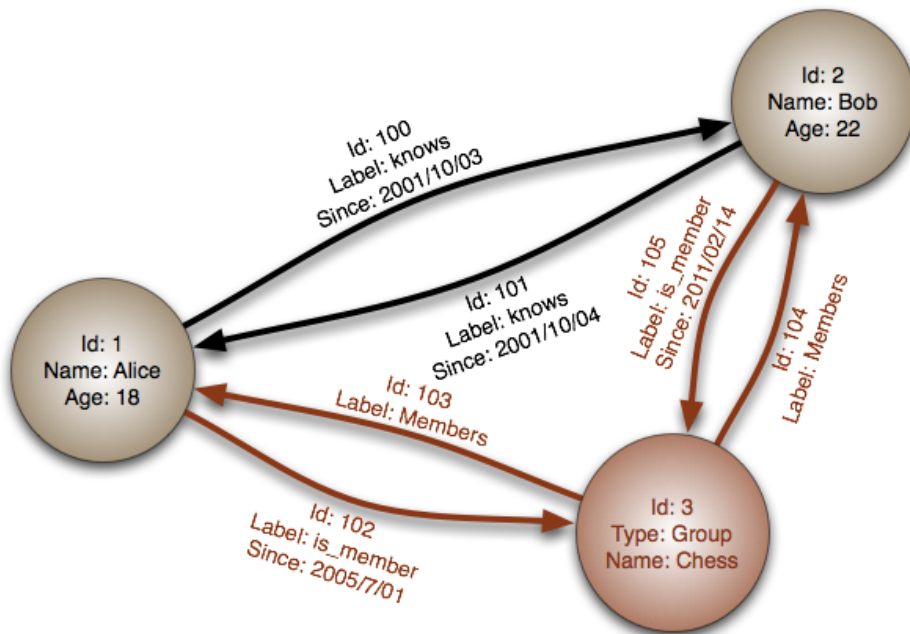 Id: 2
Name: Bob
Age: 22
Id: 100
Label: knows
Since: 2001/10/03
Id: 101
Label: knows
Since: 2001/10/04
Id: 105
Label: is_member
Since: 2011/02/14
Id: 104
Label: Members
Id: 1
Name: Alice
Age: 18
Id: 103
Label: Members
Id: 102
Label: is_member
Since: 2005/7/01
Id: 3
Type: Group
Name: Chess